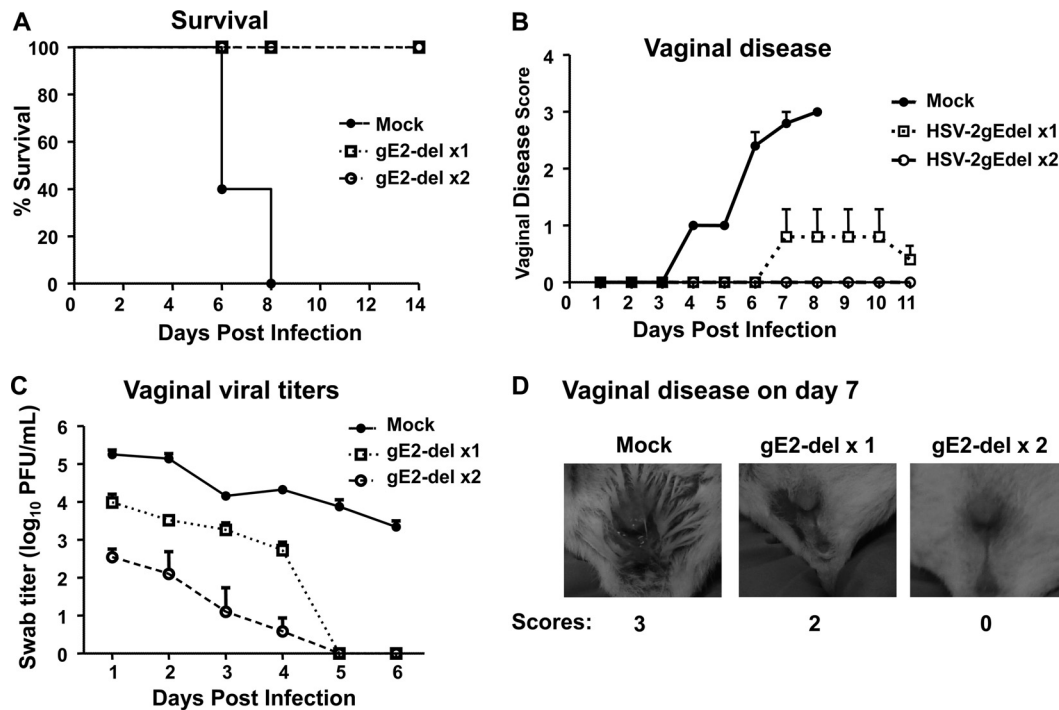 A
Survival
% Survival
100
80
60
40
20
0
0 2 4 6 8 10 12 14
Days Post Infection
Mock
gE2-del x1
gE2-del x2
B
Vaginal disease
Vaginal Disease Score
4
3
2
1
0
0 1 2 3 4 5 6 7 8 9 10 11
Days Post Infection
Mock
HSV-2gEdel x1
HSV-2gEdel x2
C
Vaginal viral titers
Swab titer (log10 PFU/mL)
6
5
4
3
2
1
0
1 2 3 4 5 6
Days Post Infection
Mock
gE2-del x1
gE2-del x2
D Vaginal disease on day 7
Mock gE2-del x 1 gE2-del x 2
Scores: 3 2 0